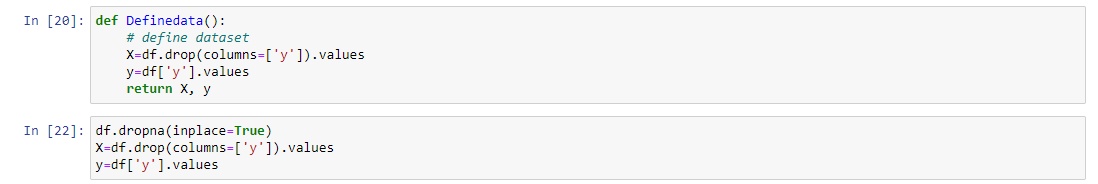 In [20]: def Definedata():
    # define dataset
    X=df.drop(columns=['y']).values
    y=df['y'].values
    return X, y
In [22]: df.dropna(inplace=True)
X=df.drop(columns=['y']).values
y=df['y'].values